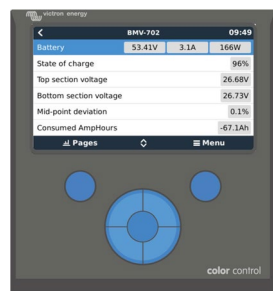 victron energy
BMV-702 09:49
Battery 53.41V 3.1A 166W
State of charge 96%
Top section voltage 26.68V
Bottom section voltage 26.73V
Mid-point deviation 0.1%
Consumed AmpHours -67.1Ah
Pages Menu
color control